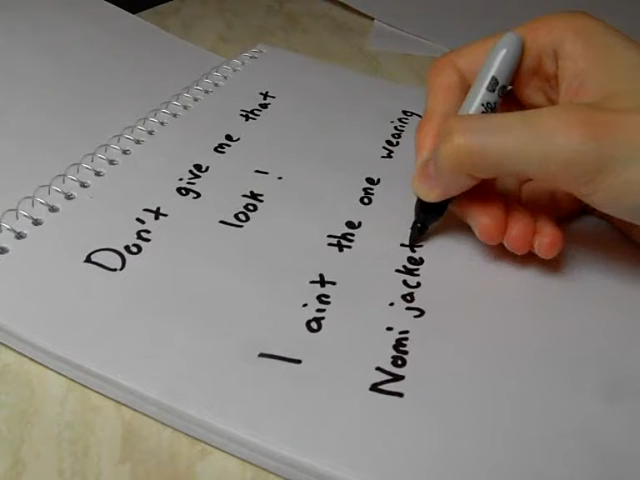 Don't give me that
look!
I aint the one wearing
Nomi jacket